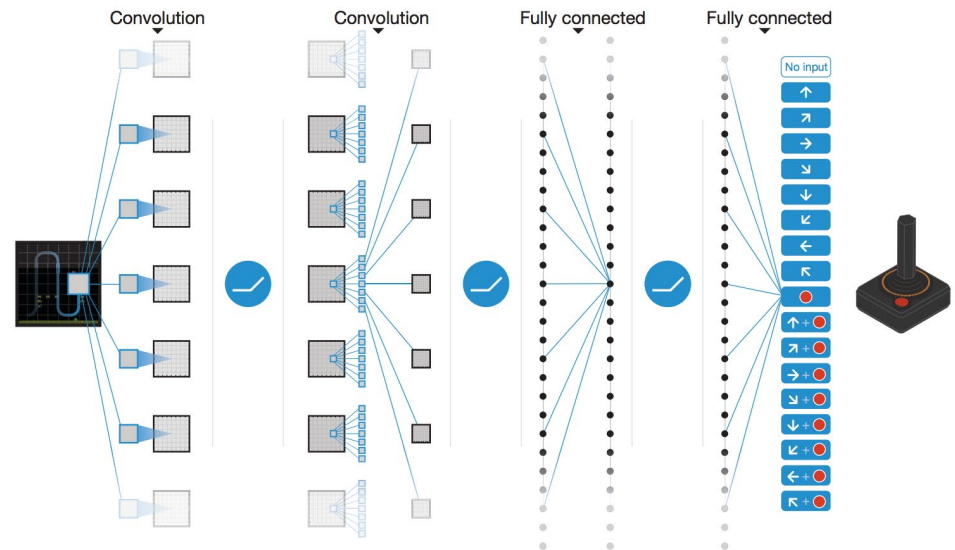 Convolution
Convolution
Fully connected
Fully connected
No input
+
+
+
+
+
+
+
+